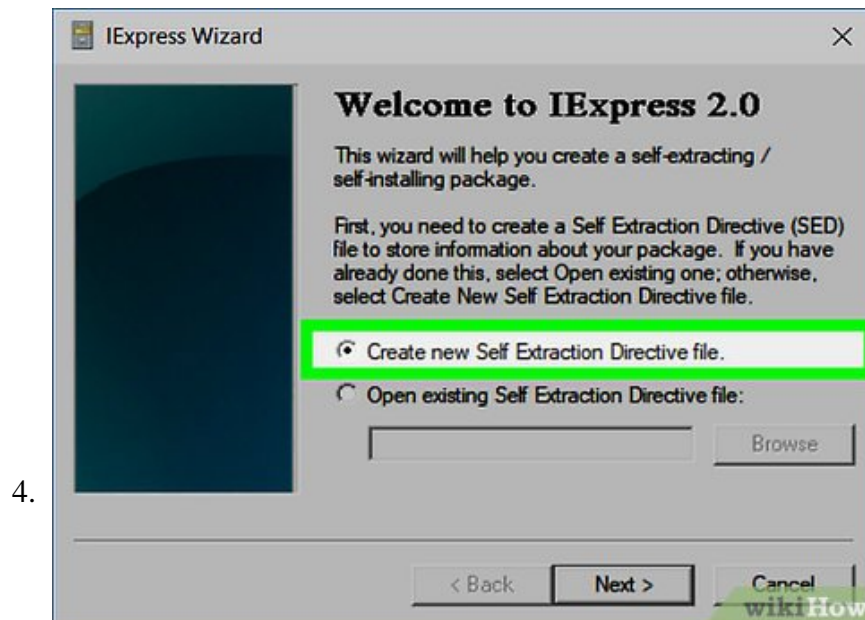 IExpress Wizard
Welcome to IExpress 2.0
This wizard will help you create a self-extracting /
self-installing package.
First, you need to create a Self Extraction Directive (SED)
file to store information about your package. If you have
already done this, select Open existing one; otherwise,
select Create New Self Extraction Directive file.
Create new Self Extraction Directive file.
Open existing Self Extraction Directive file:
Browse
4.
< Back Next > Cancel
wikiHow